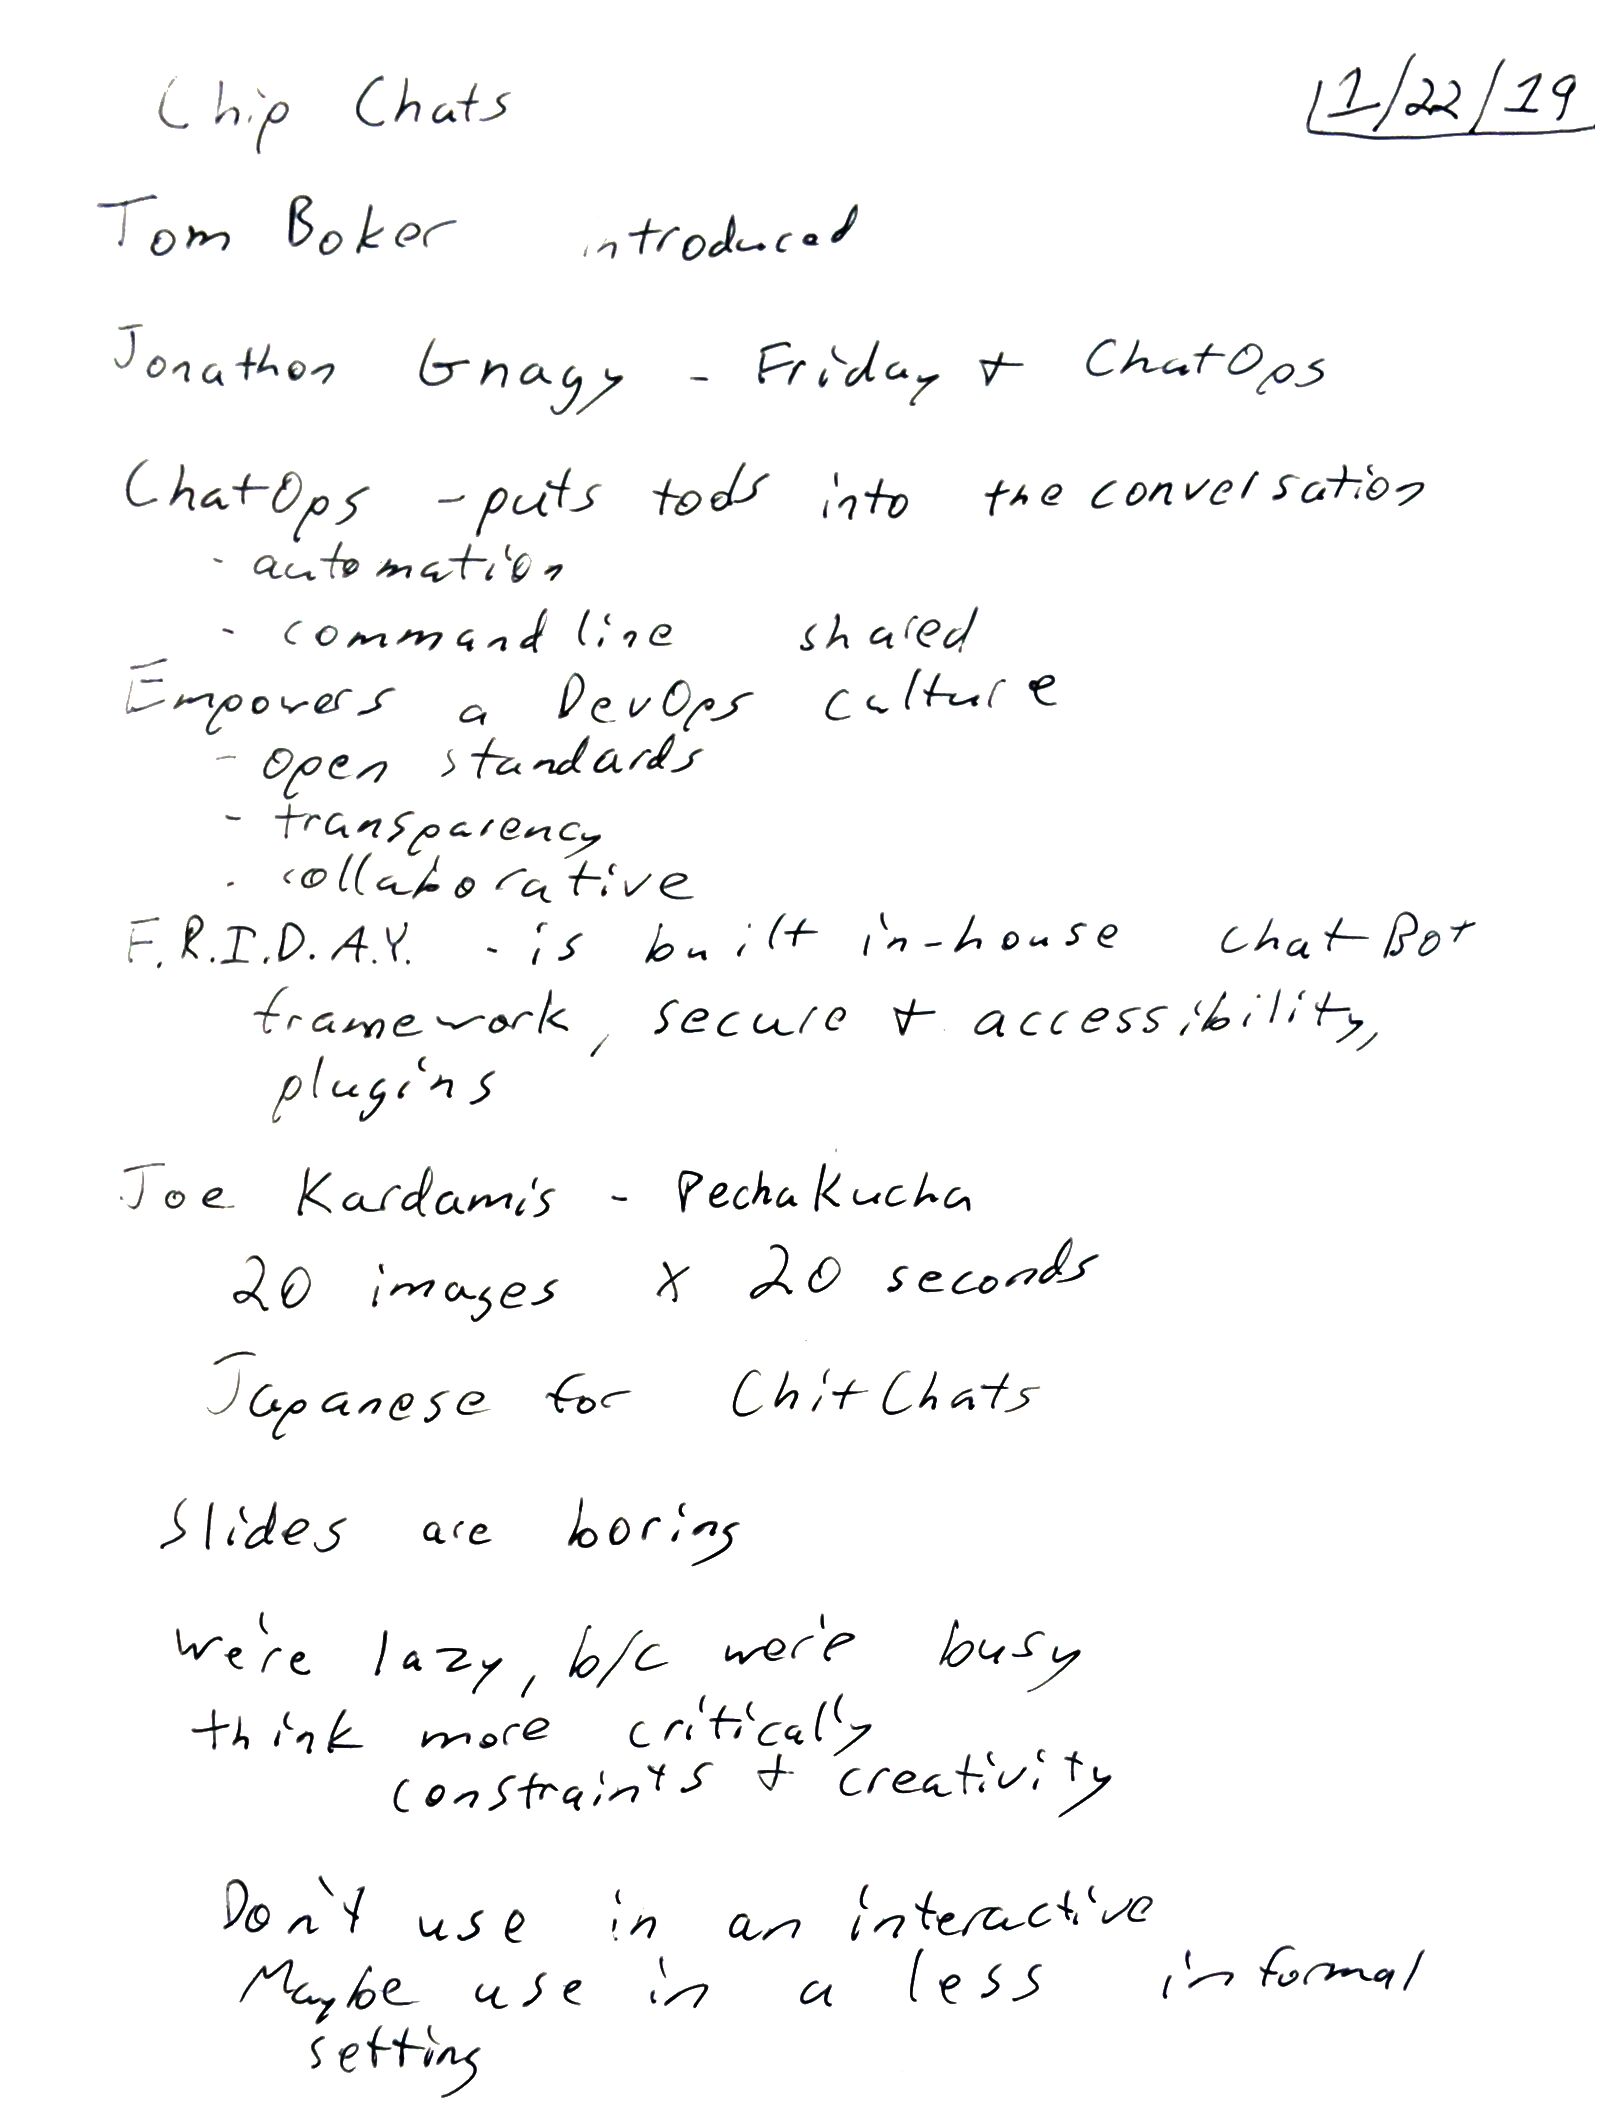 Chip Chats 1/22/19
Tom Boker introduced
Jonathon Gnagy - Friday + ChatOps
ChatOps - puts tools into the conversation
- automation
- command line shared
Empowers a DevOps culture
- open standards
- transparency
- collaborative
F.R.I.D.A.Y. - is built in-house chatBot
framework, secure + accessibility,
plugins
Joe Kardamis - PechaKucha
20 images x 20 seconds
Japanese for ChitChats
Slides are boring
We're lazy, b/c we're busy
think more critically
constraints + creativity
Don't use in an interactive
Maybe use in a less informal
setting